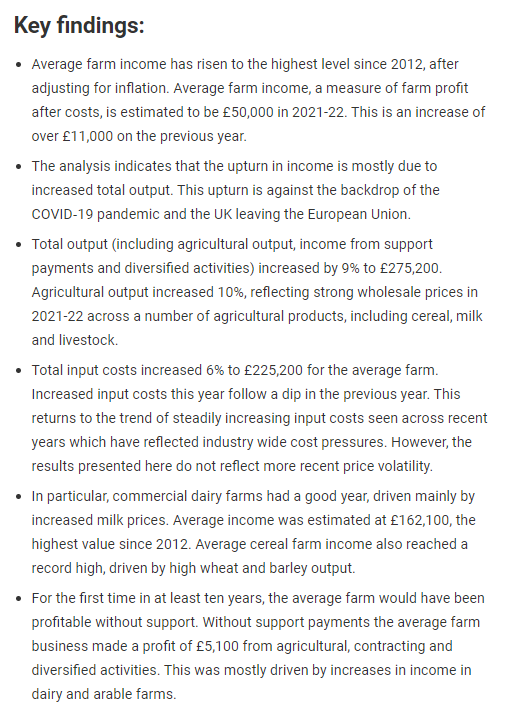 Key findings:
• Average farm income has risen to the highest level since 2012, after
adjusting for inflation. Average farm income, a measure of farm profit
after costs, is estimated to be £50,000 in 2021-22. This is an increase of
over £11,000 on the previous year.
• The analysis indicates that the upturn in income is mostly due to
increased total output. This upturn is against the backdrop of the
COVID-19 pandemic and the UK leaving the European Union.
• Total output (including agricultural output, income from support
payments and diversified activities) increased by 9% to £275,200.
Agricultural output increased 10%, reflecting strong wholesale prices in
2021-22 across a number of agricultural products, including cereal, milk
and livestock.
• Total input costs increased 6% to £225,200 for the average farm.
Increased input costs this year follow a dip in the previous year. This
returns to the trend of steadily increasing input costs seen across recent
years which have reflected industry wide cost pressures. However, the
results presented here do not reflect more recent price volatility.
• In particular, commercial dairy farms had a good year, driven mainly by
increased milk prices. Average income was estimated at £162,100, the
highest value since 2012. Average cereal farm income also reached a
record high, driven by high wheat and barley output.
• For the first time in at least ten years, the average farm would have been
profitable without support. Without support payments the average farm
business made a profit of £5,100 from agricultural, contracting and
diversified activities. This was mostly driven by increases in income in
dairy and arable farms.